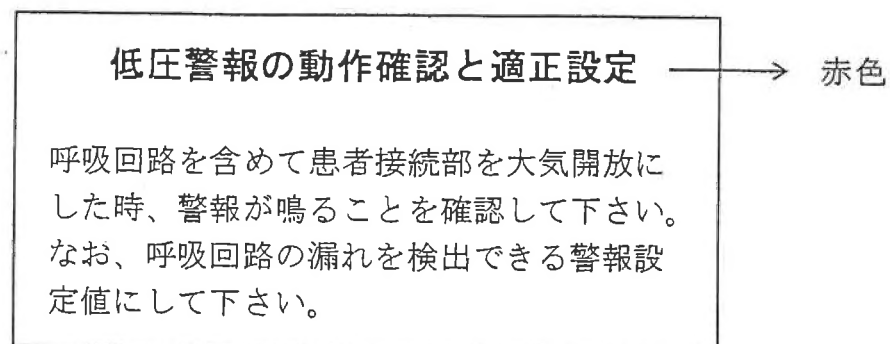 低圧警報の動作確認と適正設定 → 赤色
呼吸回路を含めて患者接続部を大気開放に
した時、警報が鳴ることを確認して下さい。
なお、呼吸回路の漏れを検出できる警報設
定値にして下さい。